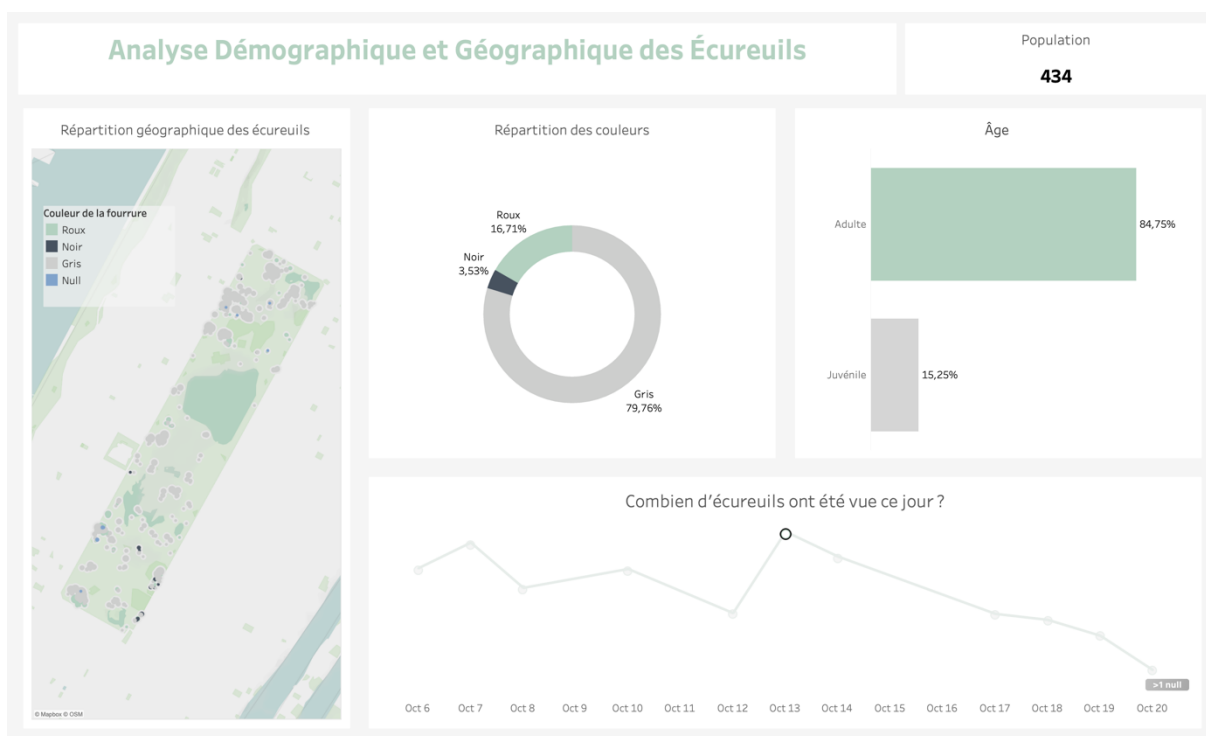 Analyse Démographique et Géographique des Écureuils
Population
434
Répartition géographique des écureuils
Couleur de la fourrure
Roux
Noir
Gris
Null
© Mapbox © OSM
Répartition des couleurs
Roux
16,71%
Noir
3,53%
Gris
79,76%
Âge
Adulte
84,75%
Juvénile
15,25%
Combien d'écureuils ont été vue ce jour ?
>1 null
Oct 6 Oct 7 Oct 8 Oct 9 Oct 10 Oct 11 Oct 12 Oct 13 Oct 14 Oct 15 Oct 16 Oct 17 Oct 18 Oct 19 Oct 20